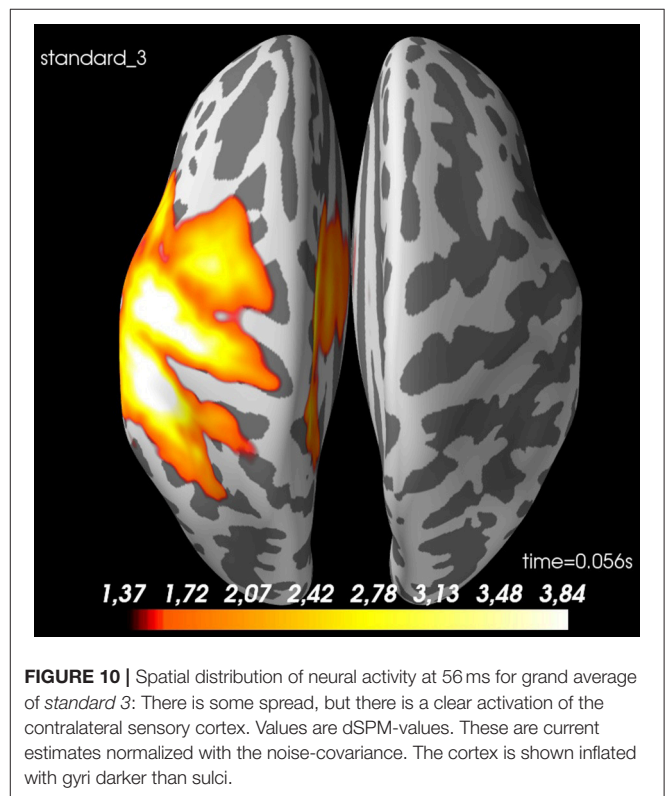 standard_3
time=0.056s
1,37 1,72 2,07 2,42 2,78 3,13 3,48 3,84
FIGURE 10 | Spatial distribution of neural activity at 56 ms for grand average
of standard 3: There is some spread, but there is a clear activation of the
contralateral sensory cortex. Values are dSPM-values. These are current
estimates normalized with the noise-covariance. The cortex is shown inflated
with gyri darker than sulci.